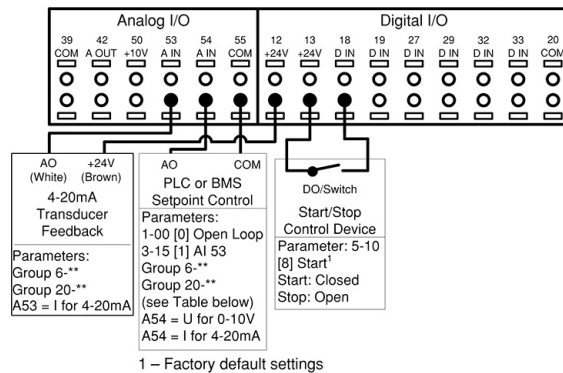 Analog I/O Digital I/O
39 42 50 53 54 55 12 13 18 19 27 29 32 33 20
COM A OUT +10V A IN A IN COM +24V +24V D IN D IN D IN D IN D IN D IN COM
AO +24V
(White) (Brown)
4-20mA
Transducer
Feedback
Parameters:
Group 6-**
Group 20-**
A53 = I for 4-20mA
AO COM
PLC or BMS
Setpoint Control
Parameters:
1-00 [0] Open Loop
3-15 [1] AI 53
Group 6-**
Group 20-**
(see Table below)
A54 = U for 0-10V
A54 = I for 4-20mA
DO/Switch
Start/Stop
Control Device
Parameter: 5-10
[8] Start¹
Start: Closed
Stop: Open
1 – Factory default settings